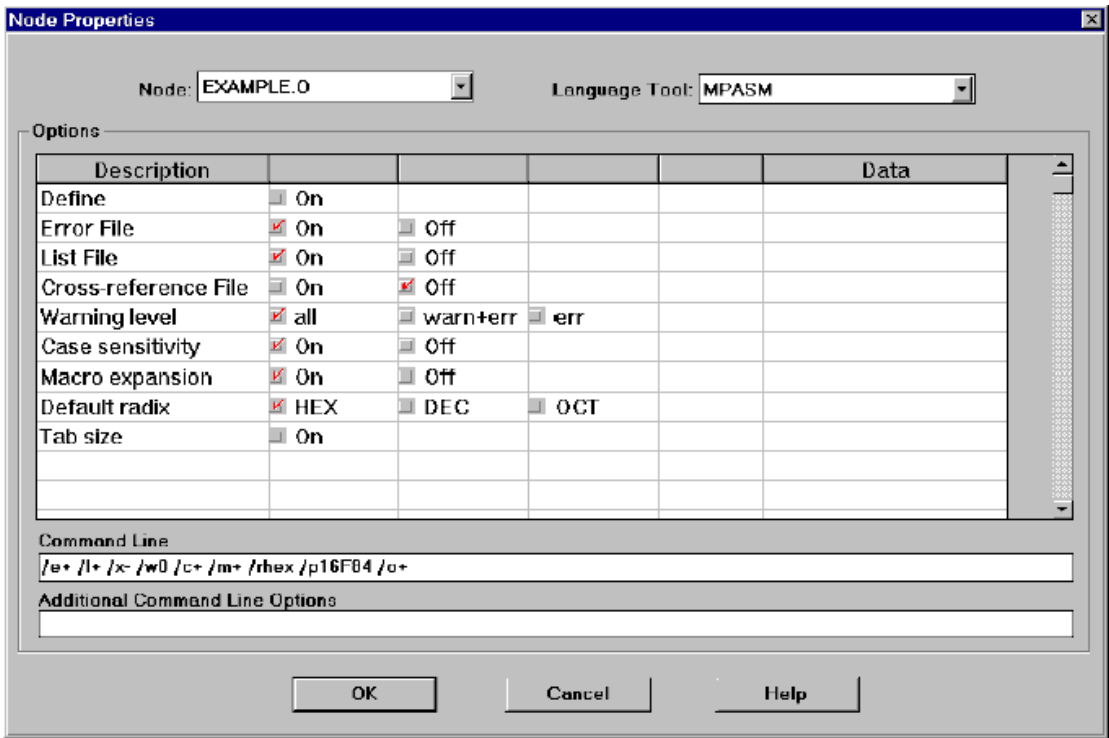 Node Properties
Node: EXAMPLE.O Language Tool: MPASM
Options
Description Data
Define On
Error File On Off
List File On Off
Cross-reference File On Off
Warning level all warn+err err
Case sensitivity On Off
Macro expansion On Off
Default radix HEX DEC OCT
Tab size On
Command Line
/e+ /l+ /x- /w0 /c+ /m+ /rhex /p16F84 /o+
Additional Command Line Options
OK Cancel Help